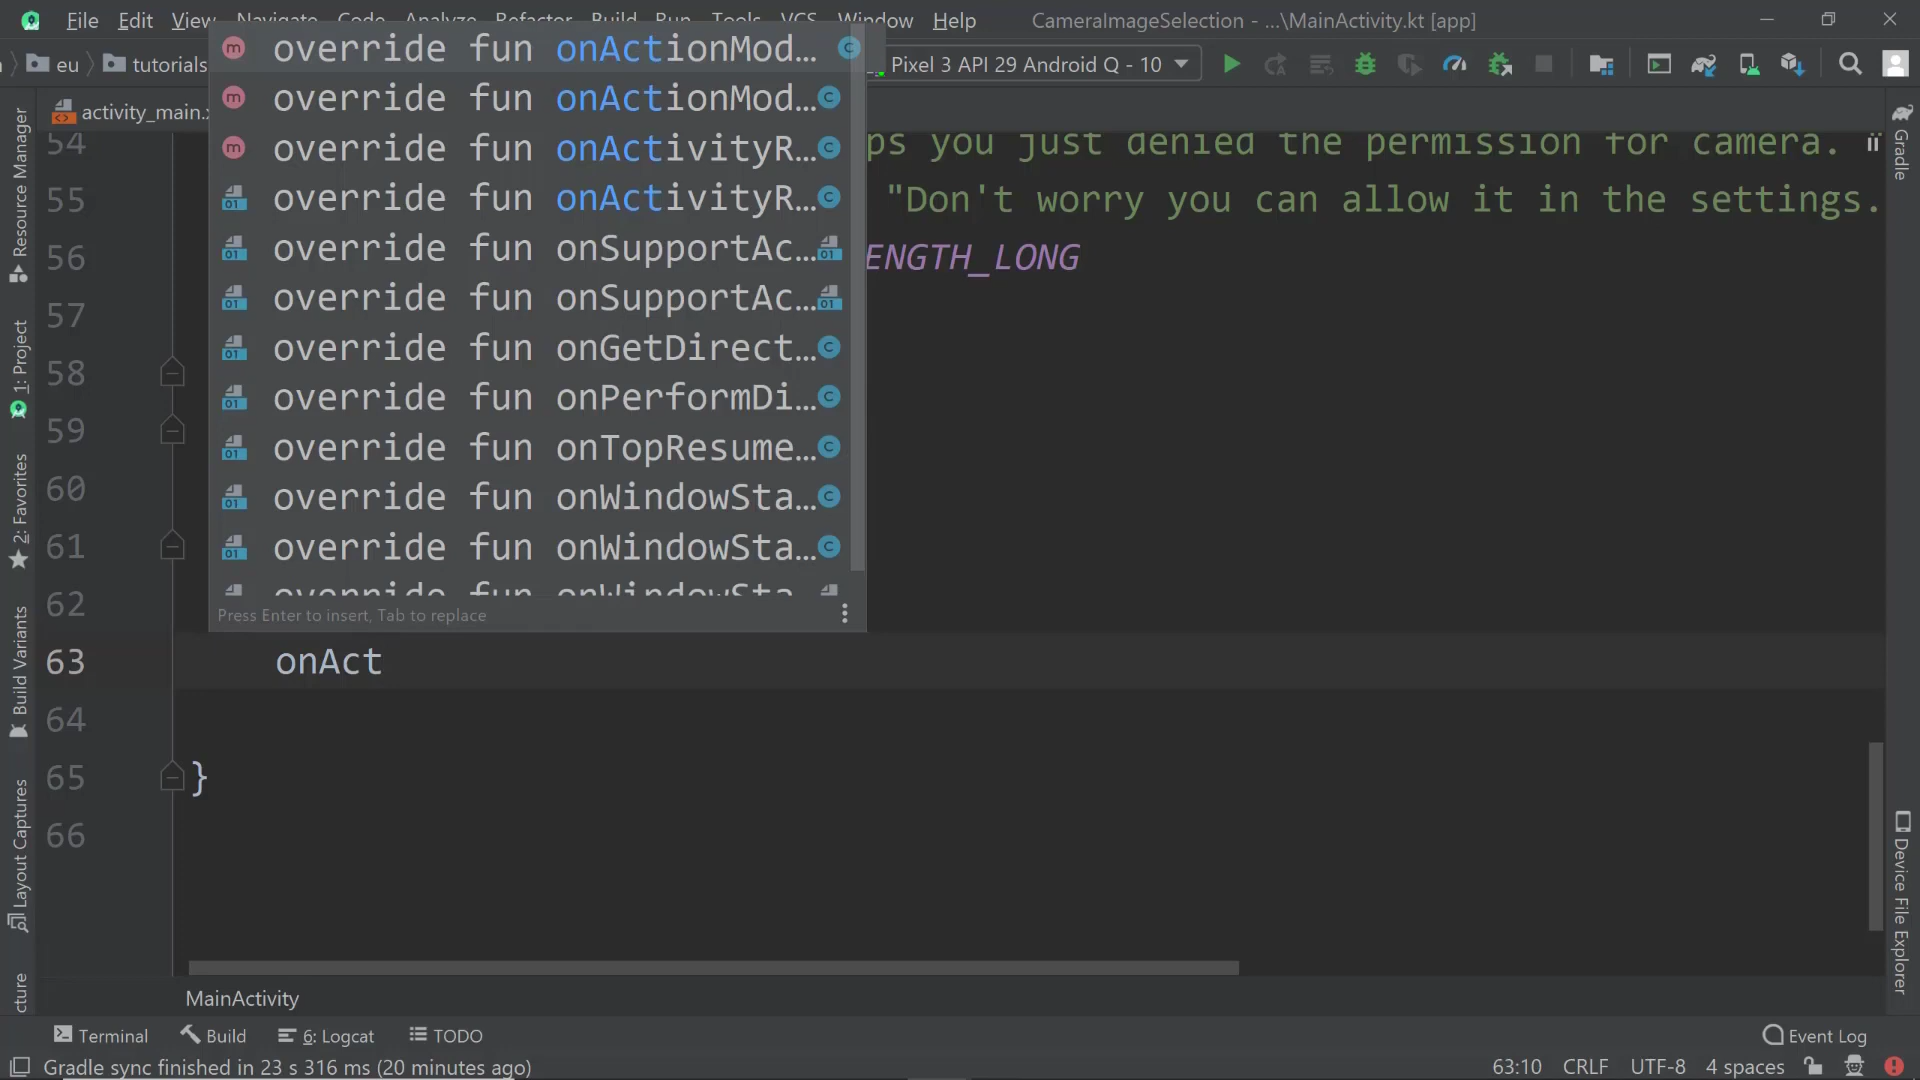 File Edit View Navigate Code Analyze Refactor Build Run Tools VCS Window Help CameraImageSelection - ...\MainActivity.kt [app]
eu tutorials
Pixel 3 API 29 Android Q - 10
activity_main.x
override fun onActionMod...
override fun onActionMod...
override fun onActivityR...
override fun onActivityR...
override fun onSupportAc...
override fun onSupportAc...
override fun onGetDirect...
override fun onPerformDi...
override fun onTopResume...
override fun onWindowSta...
override fun onWindowSta...
override fun onWindowSta
Press Enter to insert, Tab to replace
54 ps you just denied the permission for camera.
55 "Don't worry you can allow it in the settings.
56 ENGTH_LONG
57
58
59
60
61
62
63 onAct
64
65 }
66
Resource Manager
1: Project
2: Favorites
Build Variants
Layout Captures
cture
Gradle
Device File Explorer
MainActivity
Terminal Build 6: Logcat TODO Event Log
Gradle sync finished in 23 s 316 ms (20 minutes ago) 63:10 CRLF UTF-8 4 spaces